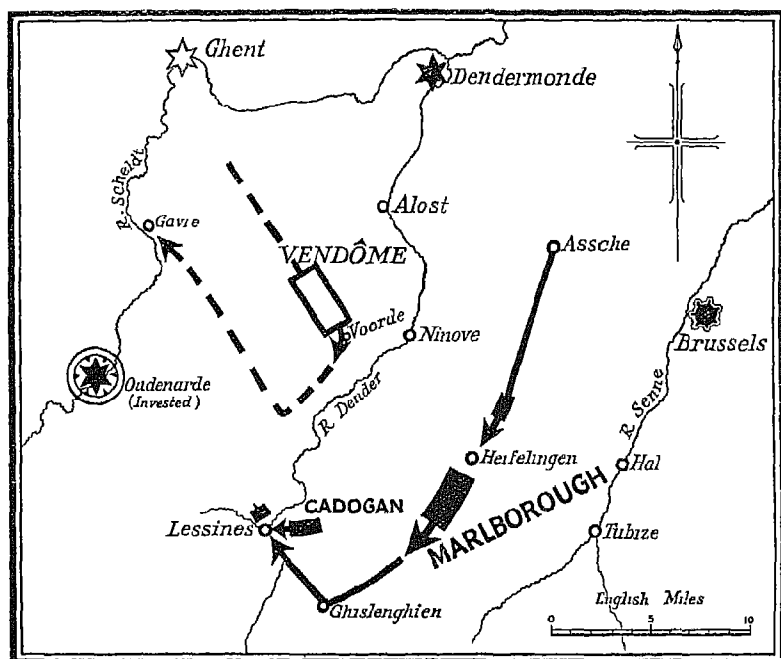 Ghent
Dendermonde
R. Scheldt
Gavre
Alost
VENDÔME
Assche
Voorde
Ninove
Brussels
Oudenarde
(Invested)
R. Dender
R. Senne
Herfelingen
Hal
CADOGAN
MARLBOROUGH
Lessines
Tubize
Ghislenghien
English Miles
0 5 10